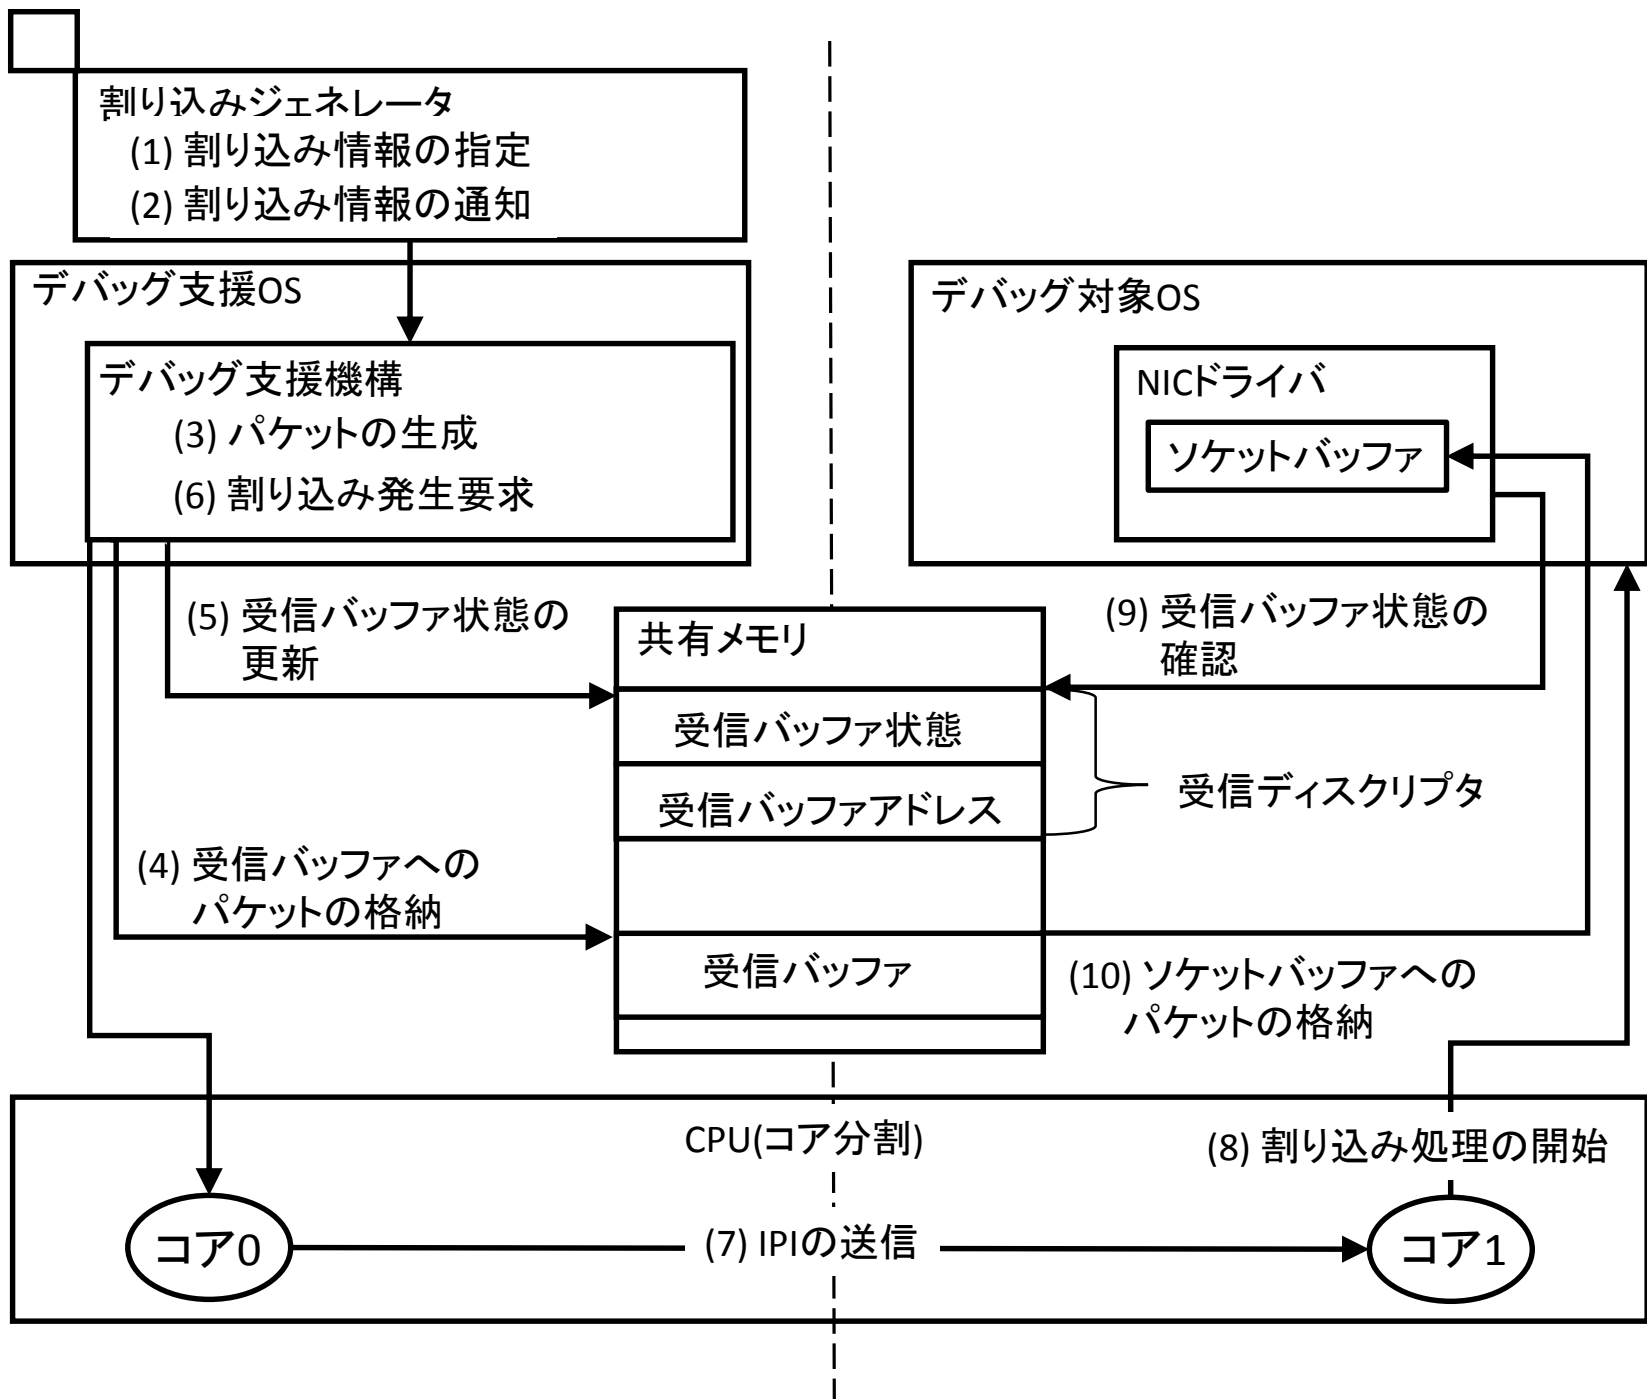 割り込みジェネレータ
(1) 割り込み情報の指定
(2) 割り込み情報の通知
デバッグ支援OS
デバッグ支援機構
(3) パケットの生成
(6) 割り込み発生要求
デバッグ対象OS
NICドライバ
ソケットバッファ
(5) 受信バッファ状態の
更新
共有メモリ
(9) 受信バッファ状態の
確認
受信バッファ状態
受信バッファアドレス
受信ディスクリプタ
(4) 受信バッファへの
パケットの格納
受信バッファ
(10) ソケットバッファへの
パケットの格納
CPU(コア分割)
(8) 割り込み処理の開始
コア0
(7) IPIの送信
コア1